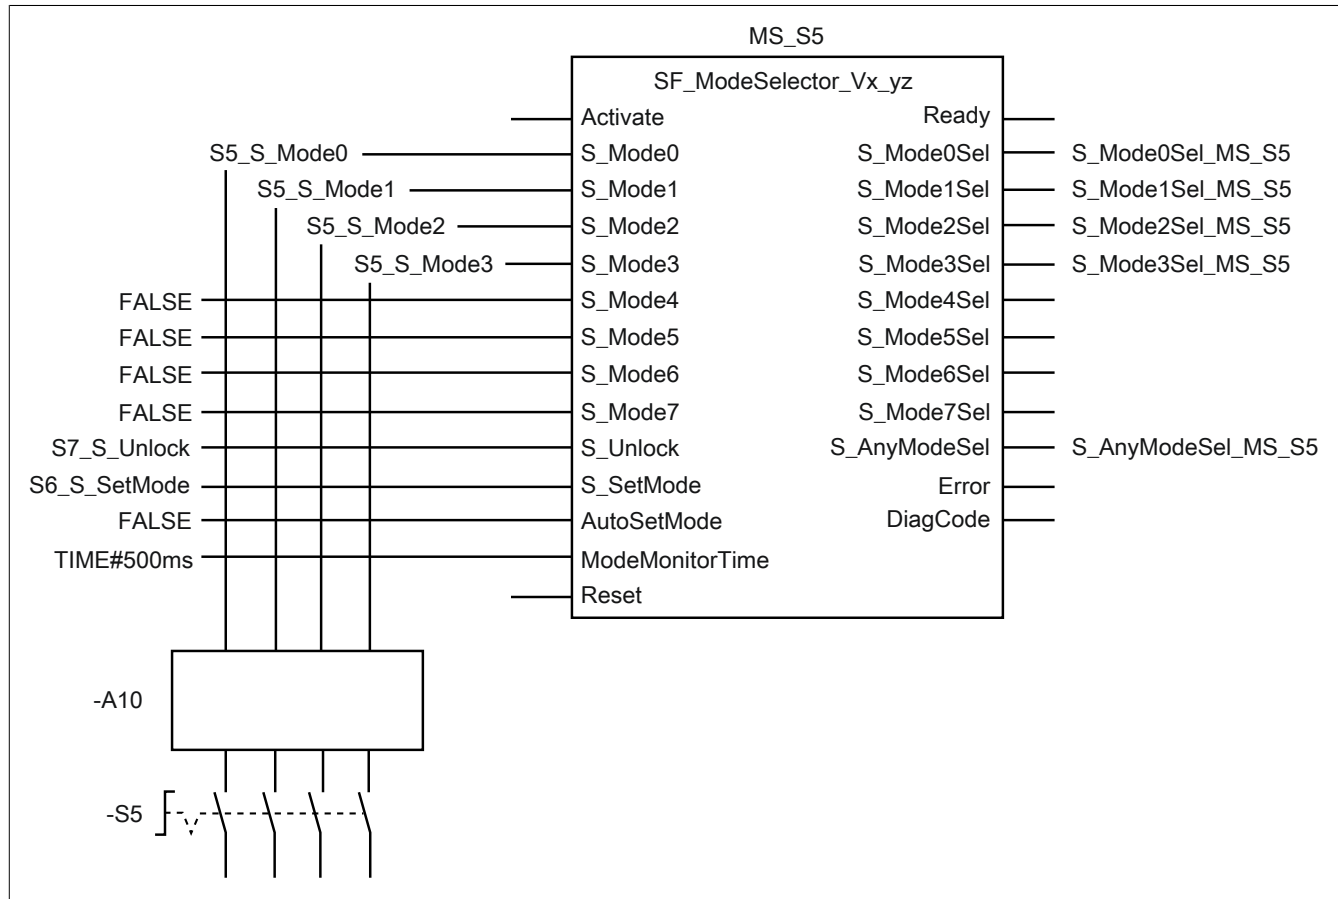 MS_S5
SF_ModeSelector_Vx_yz
Activate Ready
S5_S_Mode0 S_Mode0 S_Mode0Sel S_Mode0Sel_MS_S5
S5_S_Mode1 S_Mode1 S_Mode1Sel S_Mode1Sel_MS_S5
S5_S_Mode2 S_Mode2 S_Mode2Sel S_Mode2Sel_MS_S5
S5_S_Mode3 S_Mode3 S_Mode3Sel S_Mode3Sel_MS_S5
FALSE S_Mode4 S_Mode4Sel
FALSE S_Mode5 S_Mode5Sel
FALSE S_Mode6 S_Mode6Sel
FALSE S_Mode7 S_Mode7Sel
S7_S_Unlock S_Unlock S_AnyModeSel S_AnyModeSel_MS_S5
S6_S_SetMode S_SetMode Error
FALSE AutoSetMode DiagCode
TIME#500ms ModeMonitorTime
Reset
-A10
-S5